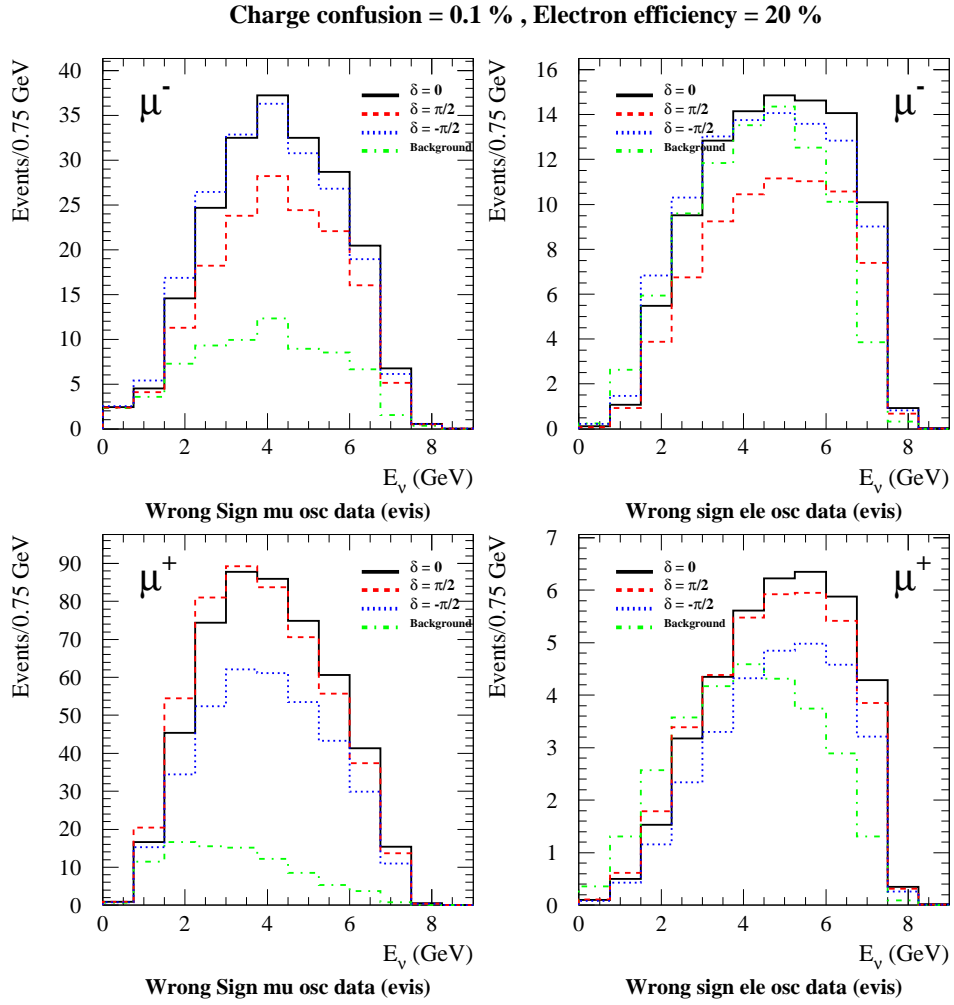 Charge confusion = 0.1 % , Electron efficiency = 20 %
Events/0.75 GeV
40
35
30
25
20
15
10
5
0
μ-
δ = 0
δ = π/2
δ = -π/2
Background
0 2 4 6 8
Eν (GeV)
Wrong Sign mu osc data (evis)
Events/0.75 GeV
16
14
12
10
8
6
4
2
0
μ-
δ = 0
δ = π/2
δ = -π/2
Background
0 2 4 6 8
Eν (GeV)
Wrong sign ele osc data (evis)
Events/0.75 GeV
90
80
70
60
50
40
30
20
10
0
μ+
δ = 0
δ = π/2
δ = -π/2
Background
0 2 4 6 8
Eν (GeV)
Wrong Sign mu osc data (evis)
Events/0.75 GeV
7
6
5
4
3
2
1
0
μ+
δ = 0
δ = π/2
δ = -π/2
Background
0 2 4 6 8
Eν (GeV)
Wrong sign ele osc data (evis)